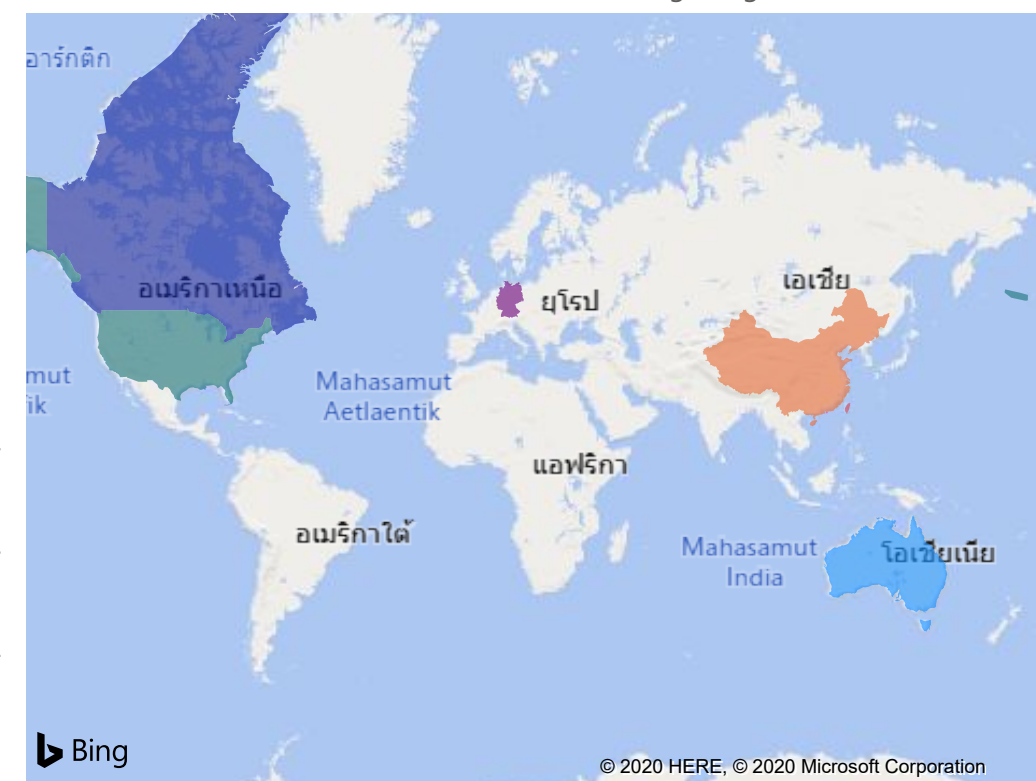 อาร์กติก
อเมริกาเหนือ
เอเชีย
ยุโรป
Mahasamut
Aetlaentik
แอฟริกา
อเมริกาใต้
Mahasamut
India
โอเชียเนีย
mut
ik
Bing
© 2020 HERE, © 2020 Microsoft Corporation